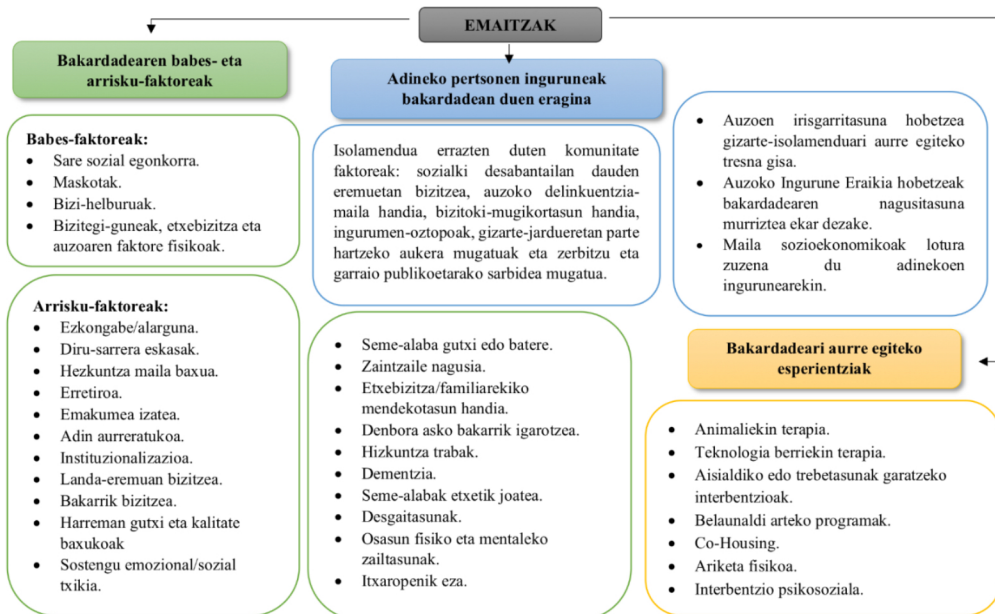 EMAITZAK
Bakardadearen babes- eta
arrisku-faktoreak
Babes-faktoreak:
• Sare sozial egonkorra.
• Maskotak.
• Bizi-helburuak.
• Bizitegi-guneak, etxebizitza eta
auzoaren faktore fisikoak.
Arrisku-faktoreak:
• Ezkongabe/alarguna.
• Diru-sarrera eskasak.
• Hezkuntza maila baxua.
• Erretiroa.
• Emakumea izatea.
• Adin aurreratukoa.
• Instituzionalizazioa.
• Landa-eremuan bizitzea.
• Bakarrik bizitzea.
• Harreman gutxi eta kalitate
baxukoak
• Sostengu emozional/sozial
txikia.
• Seme-alaba gutxi edo batere.
• Zaintzaile nagusia.
• Etxebizitza/familiarekiko
mendekotasun handia.
• Denbora asko bakarrik igarotzea.
• Hizkuntza trabak.
• Dementzia.
• Seme-alabak etxetik joatea.
• Desgaitasunak.
• Osasun fisiko eta mentaleko
zailtasunak.
• Itxaropenik eza.
Adineko pertsonen inguruneak
bakardadean duen eragina
Isolamendua errazten duten komunitate
faktoreak: sozialki desabantailan dauden
eremuetan bizitzea, auzoko delinkuentzia-
maila handia, bizitoki-mugikortasun handia,
ingurumen-oztopoak, gizarte-jardueretan parte
hartzeko aukera mugatuak eta zerbitzu eta
garraio publikoetarako sarbidea mugatua.
• Auzoen irisgarritasuna hobetzea
gizarte-isolamenduari aurre egiteko
tresna gisa.
• Auzoko Ingurune Eraikia hobetzeak
bakardadearen nagusitasuna
murriztea ekar dezake.
• Maila sozioekonomikoak lotura
zuzena du adinekoen
ingurunearekin.
Bakardadeari aurre egiteko
esperientziak
• Animaliekin terapia.
• Teknologia berriekin terapia.
• Aisialdiko edo trebetasunak garatzeko
interbentzioak.
• Belaunaldi arteko programak.
• Co-Housing.
• Ariketa fisikoa.
• Interbentzio psikosoziala.